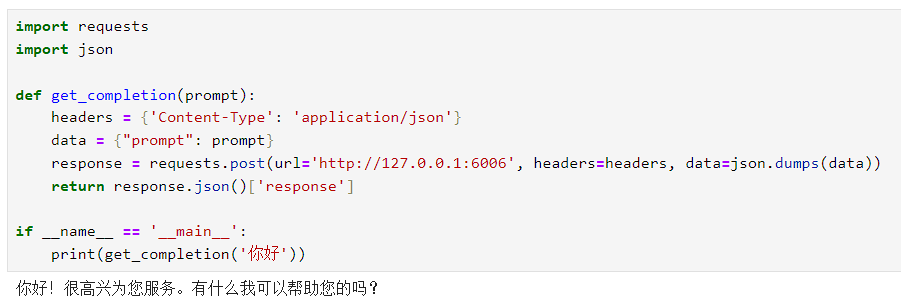 import requests
import json
def get_completion(prompt):
    headers = {'Content-Type': 'application/json'}
    data = {"prompt": prompt}
    response = requests.post(url='http://127.0.0.1:6006', headers=headers, data=json.dumps(data))
    return response.json()['response']
if __name__ == '__main__':
    print(get_completion('你好'))
你好！很高兴为您服务。有什么我可以帮助您的吗？